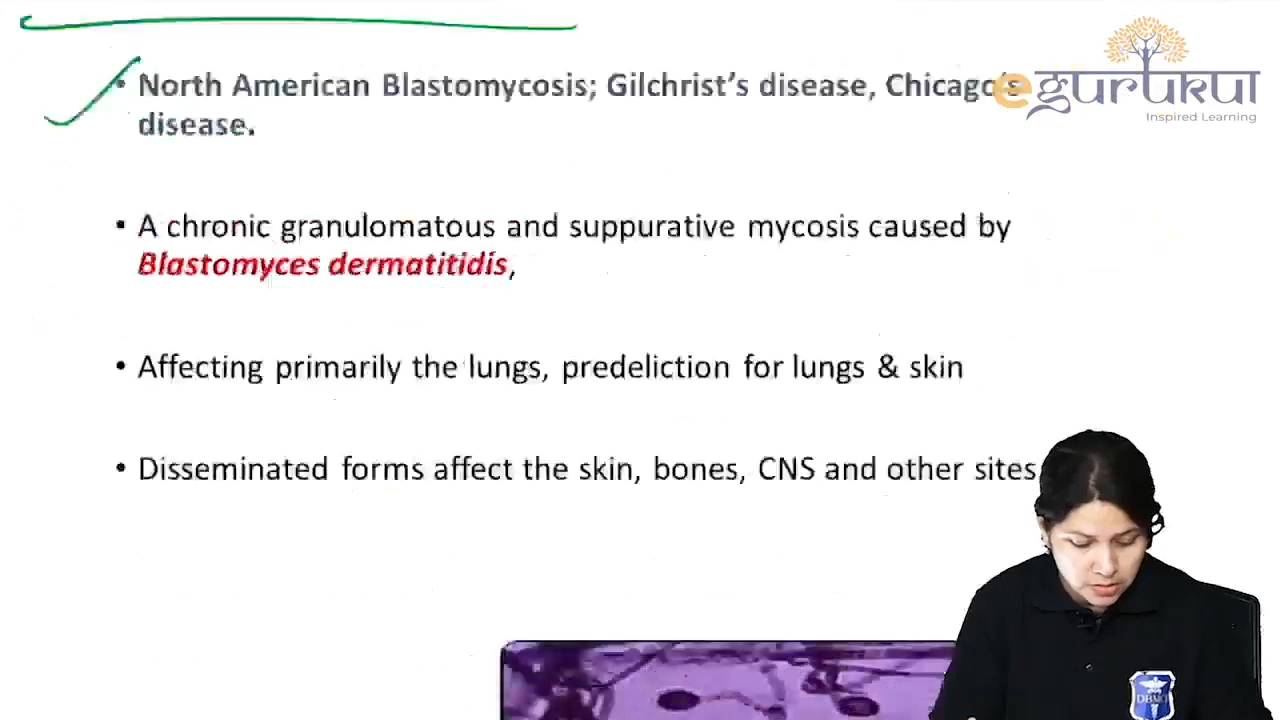 egurukul
Inspired Learning
• North American Blastomycosis; Gilchrist's disease, Chicago's
disease.
• A chronic granulomatous and suppurative mycosis caused by
Blastomyces dermatitidis,
• Affecting primarily the lungs, predeliction for lungs & skin
• Disseminated forms affect the skin, bones, CNS and other sites
DBMCI